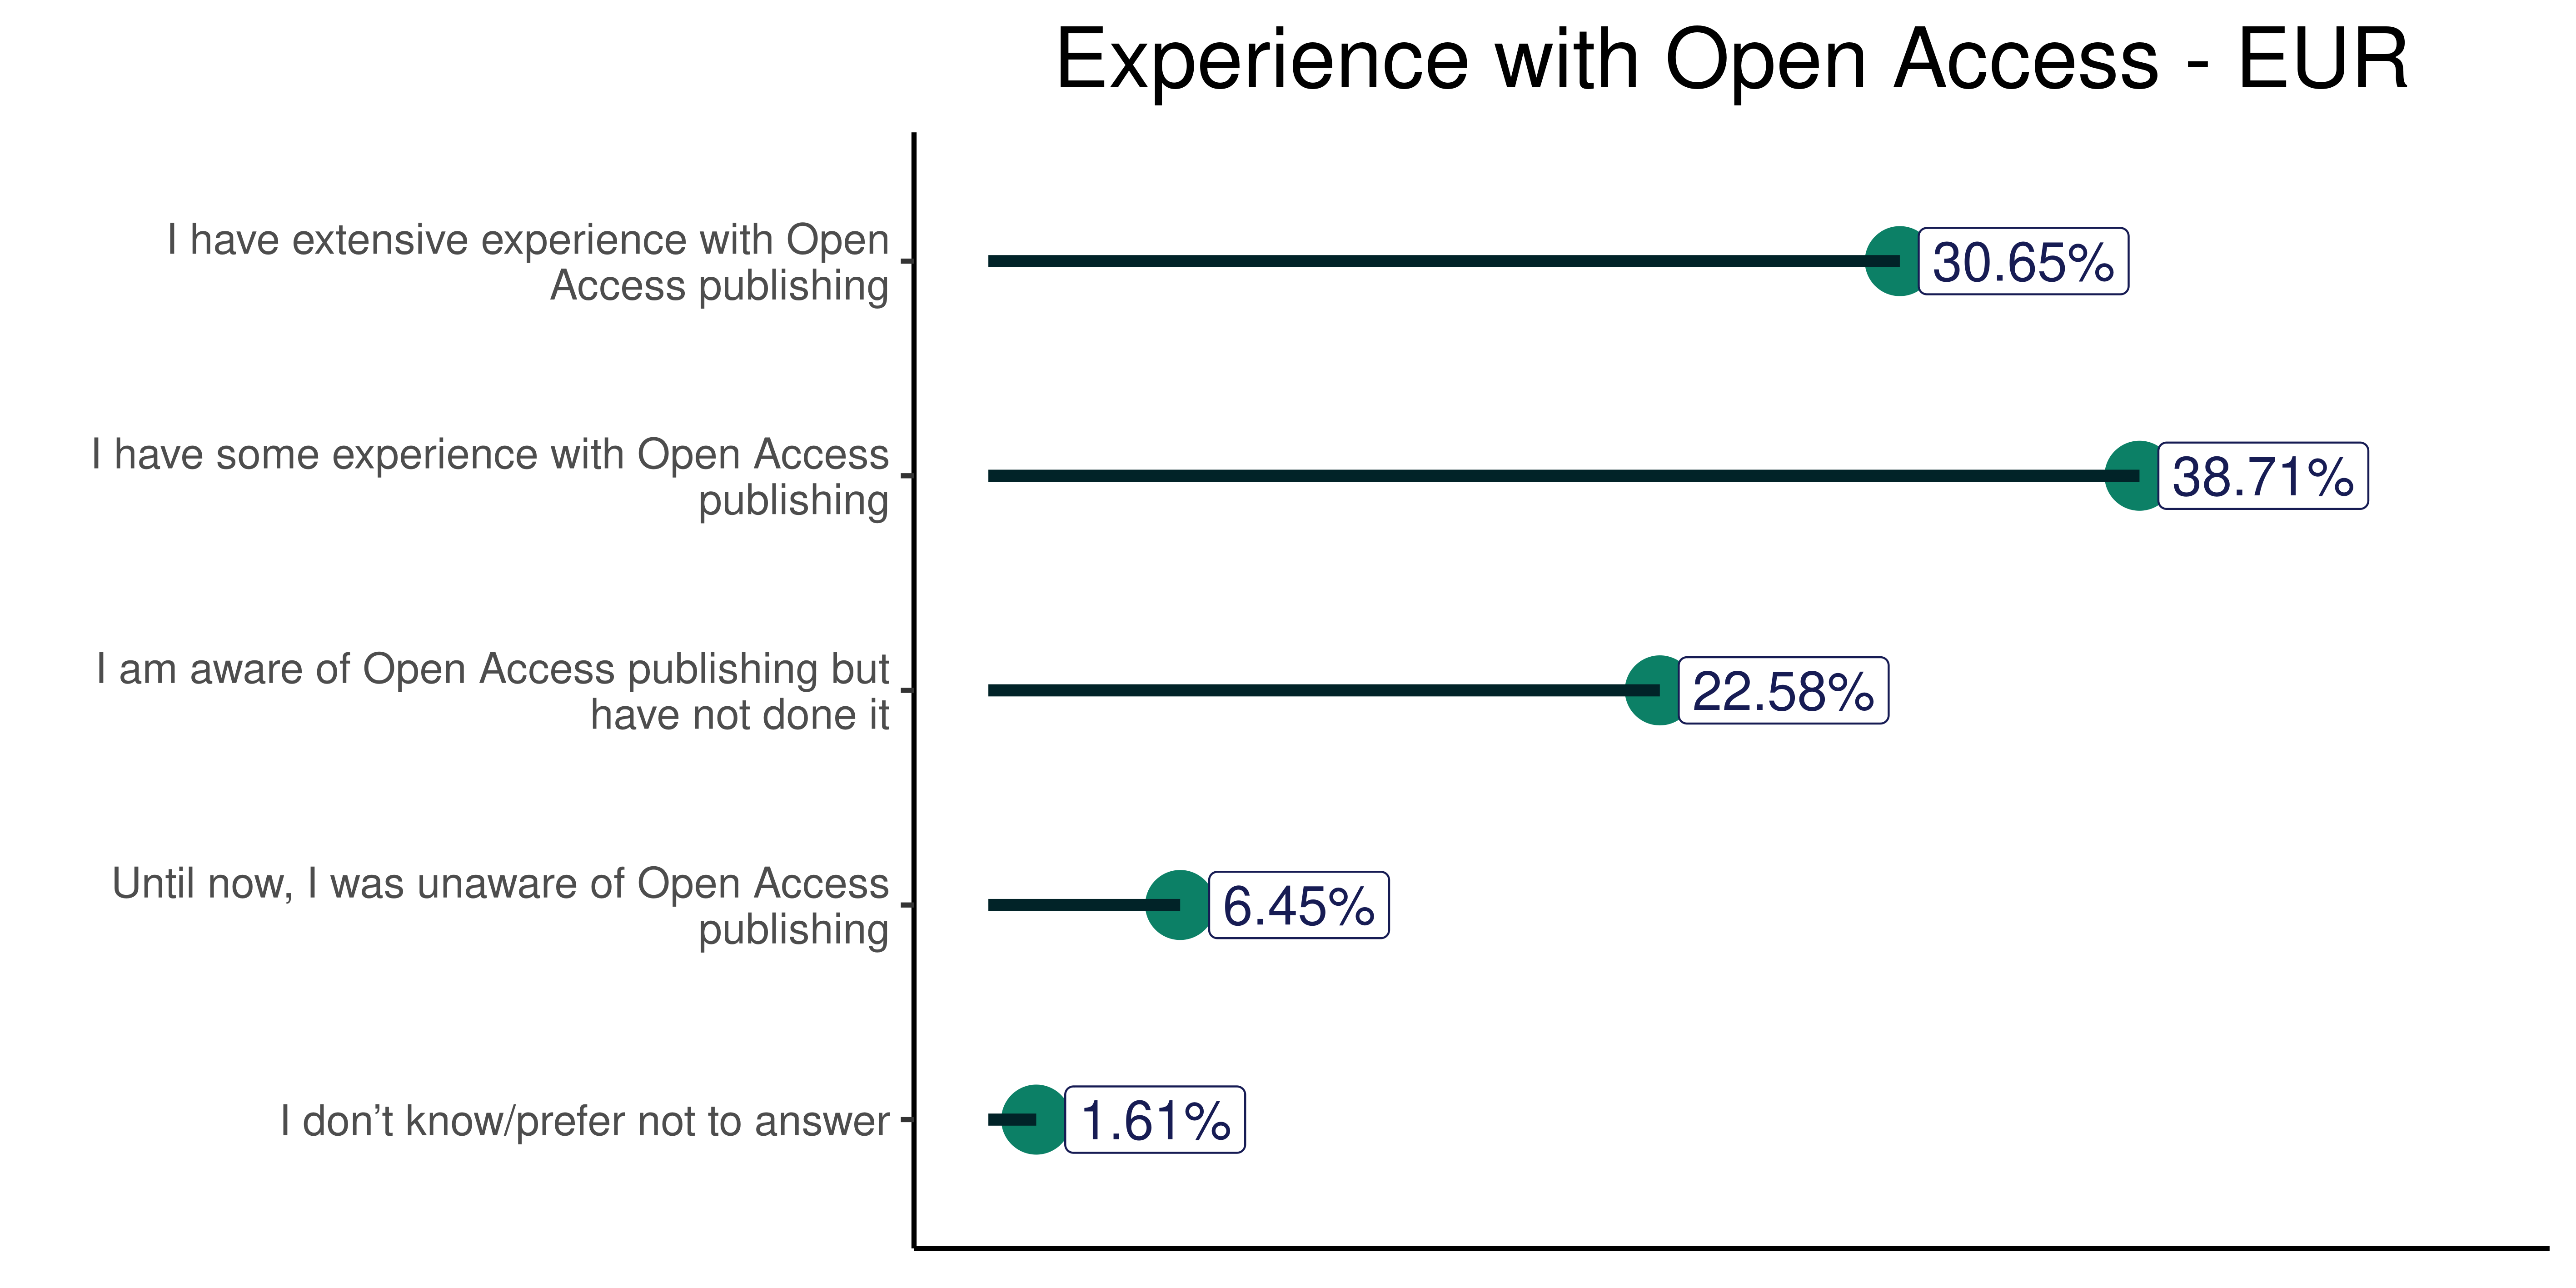 Experience with Open Access - EUR
I have extensive experience with Open
Access publishing
30.65%
I have some experience with Open Access
publishing
38.71%
I am aware of Open Access publishing but
have not done it
22.58%
Until now, I was unaware of Open Access
publishing
6.45%
I don’t know/prefer not to answer
1.61%